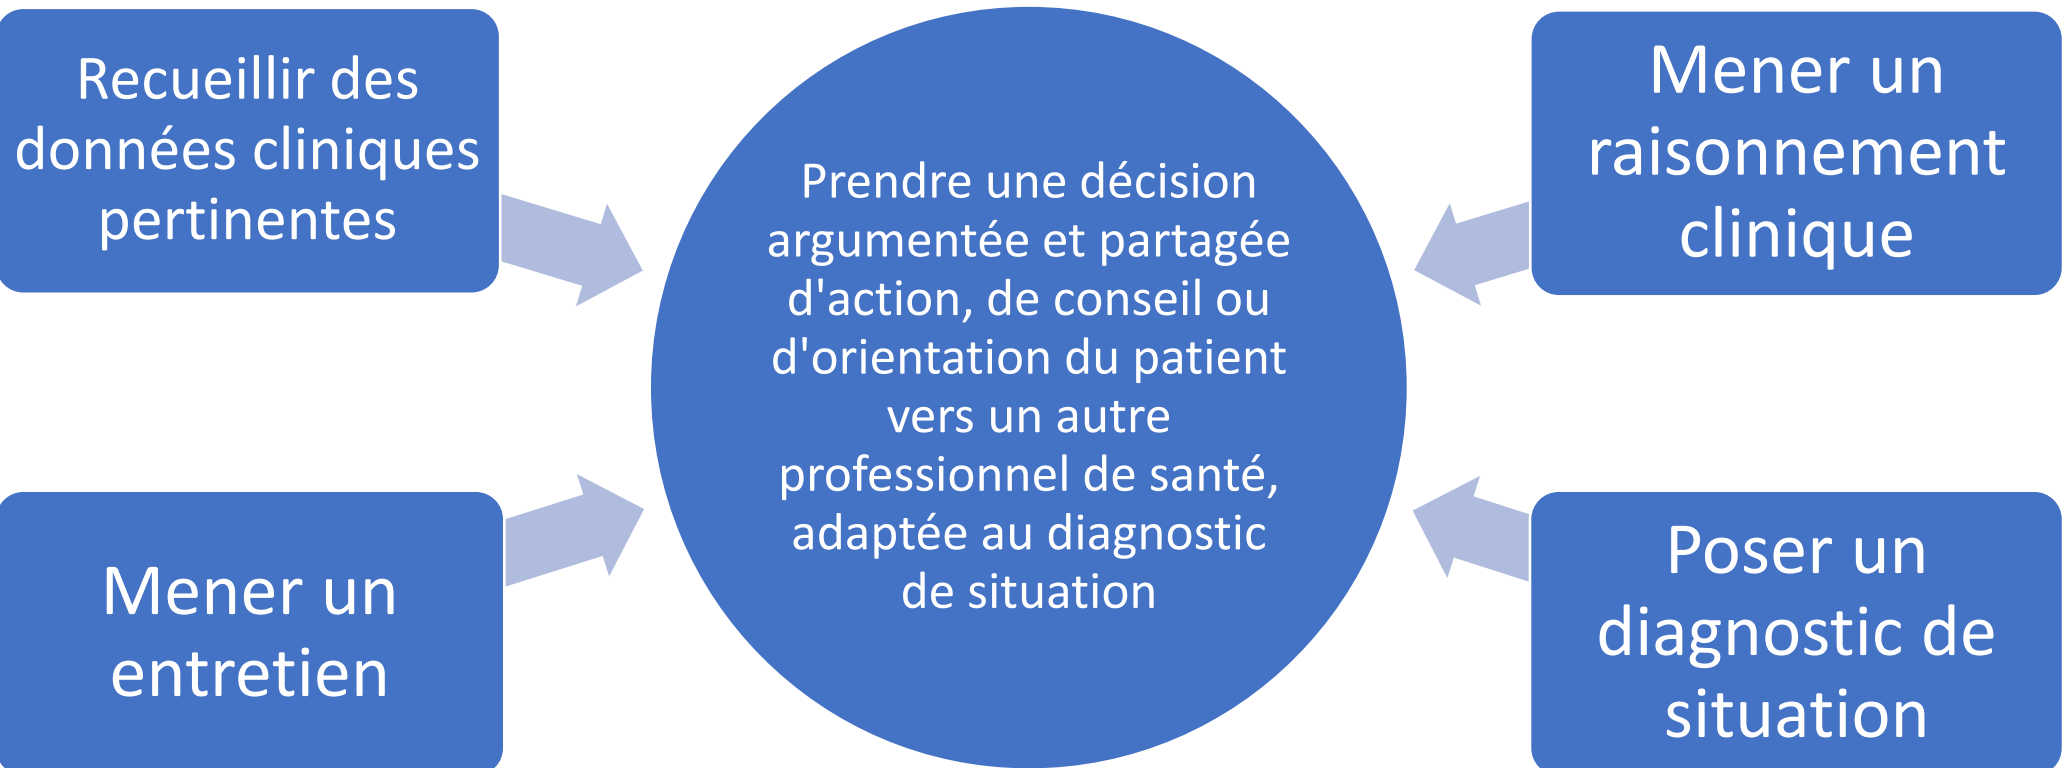 Recueillir des
données cliniques
pertinentes
Mener un
entretien
Prendre une décision
argumentée et partagée
d'action, de conseil ou
d'orientation du patient
vers un autre
professionnel de santé,
adaptée au diagnostic
de situation
Mener un
raisonnement
clinique
Poser un
diagnostic de
situation